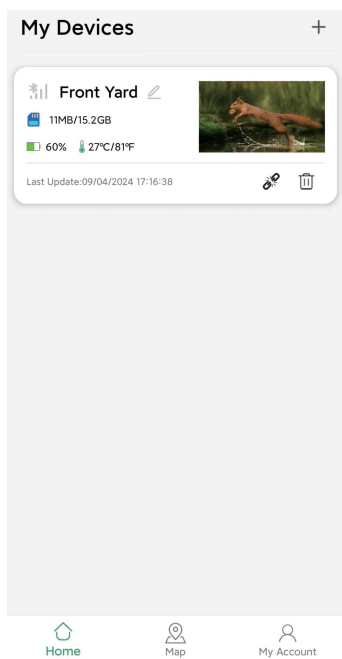 My Devices
Front Yard
11MB/15.2GB
60% 27°C/81°F
Last Update:09/04/2024 17:16:38
Home Map My Account